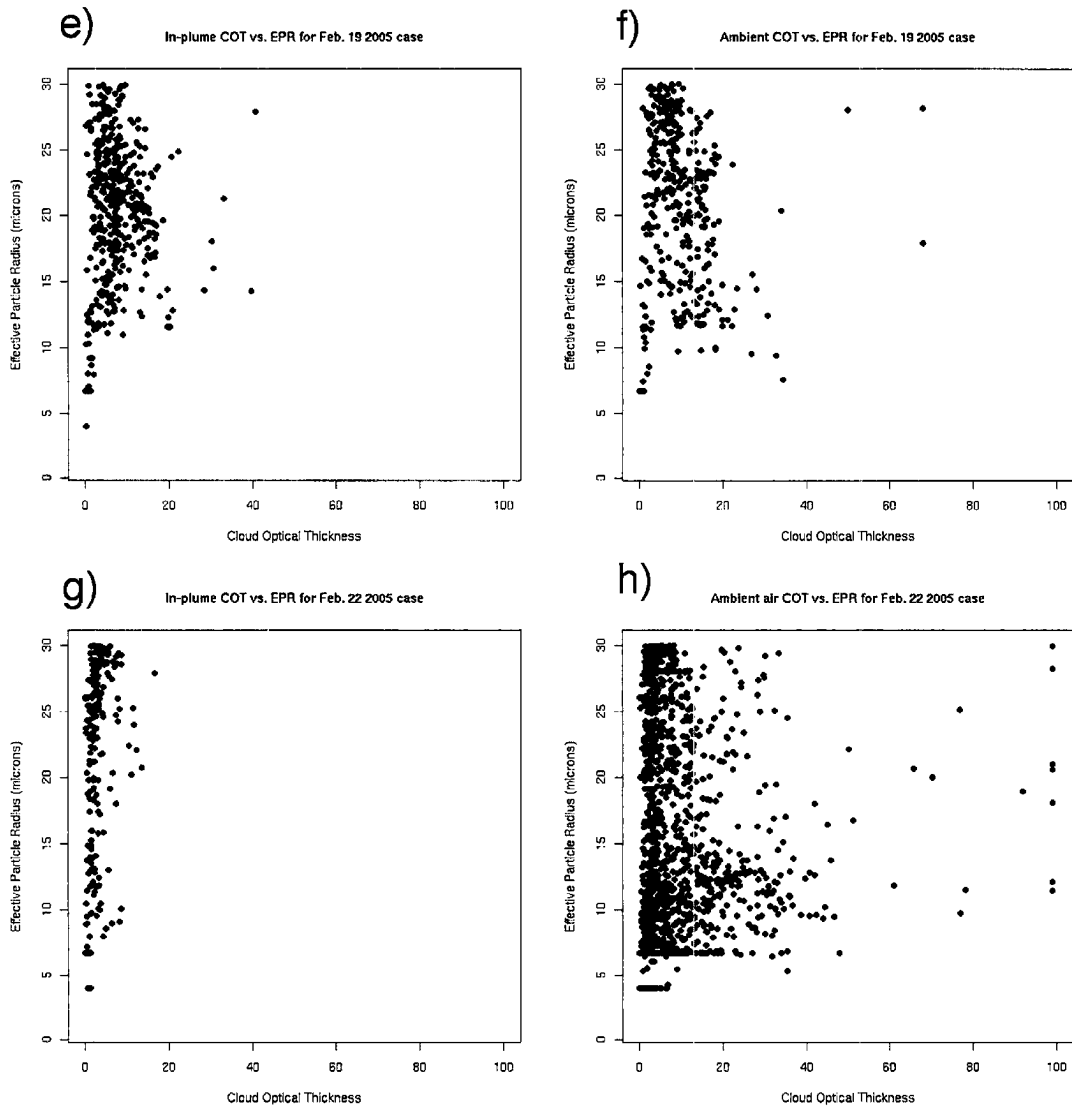 e)
In-plume COT vs. EPR for Feb. 19 2005 case
Effective Particle Radius (microns)
30
25
20
15
10
5
0
0 20 40 60 80 100
Cloud Optical Thickness
f)
Ambient COT vs. EPR for Feb. 19 2005 case
Effective Particle Radius (microns)
30
25
20
15
10
5
0
0 20 40 60 80 100
Cloud Optical Thickness
g)
In-plume COT vs. EPR for Feb. 22 2005 case
Effective Particle Radius (microns)
30
25
20
15
10
5
0
0 20 40 60 80 100
Cloud Optical Thickness
h)
Ambient air COT vs. EPR for Feb. 22 2005 case
Effective Particle Radius (microns)
30
25
20
15
10
5
0
0 20 40 60 80 100
Cloud Optical Thickness